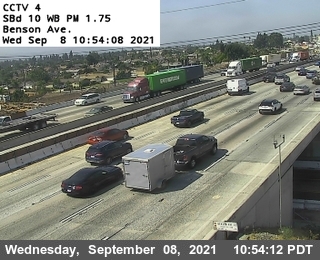 CCTV 4
SBd 10 WB PM 1.75
Benson Ave.
Wed Sep  8 10:54:08 2021
Wednesday, September 08, 2021 10:54:12 PDT